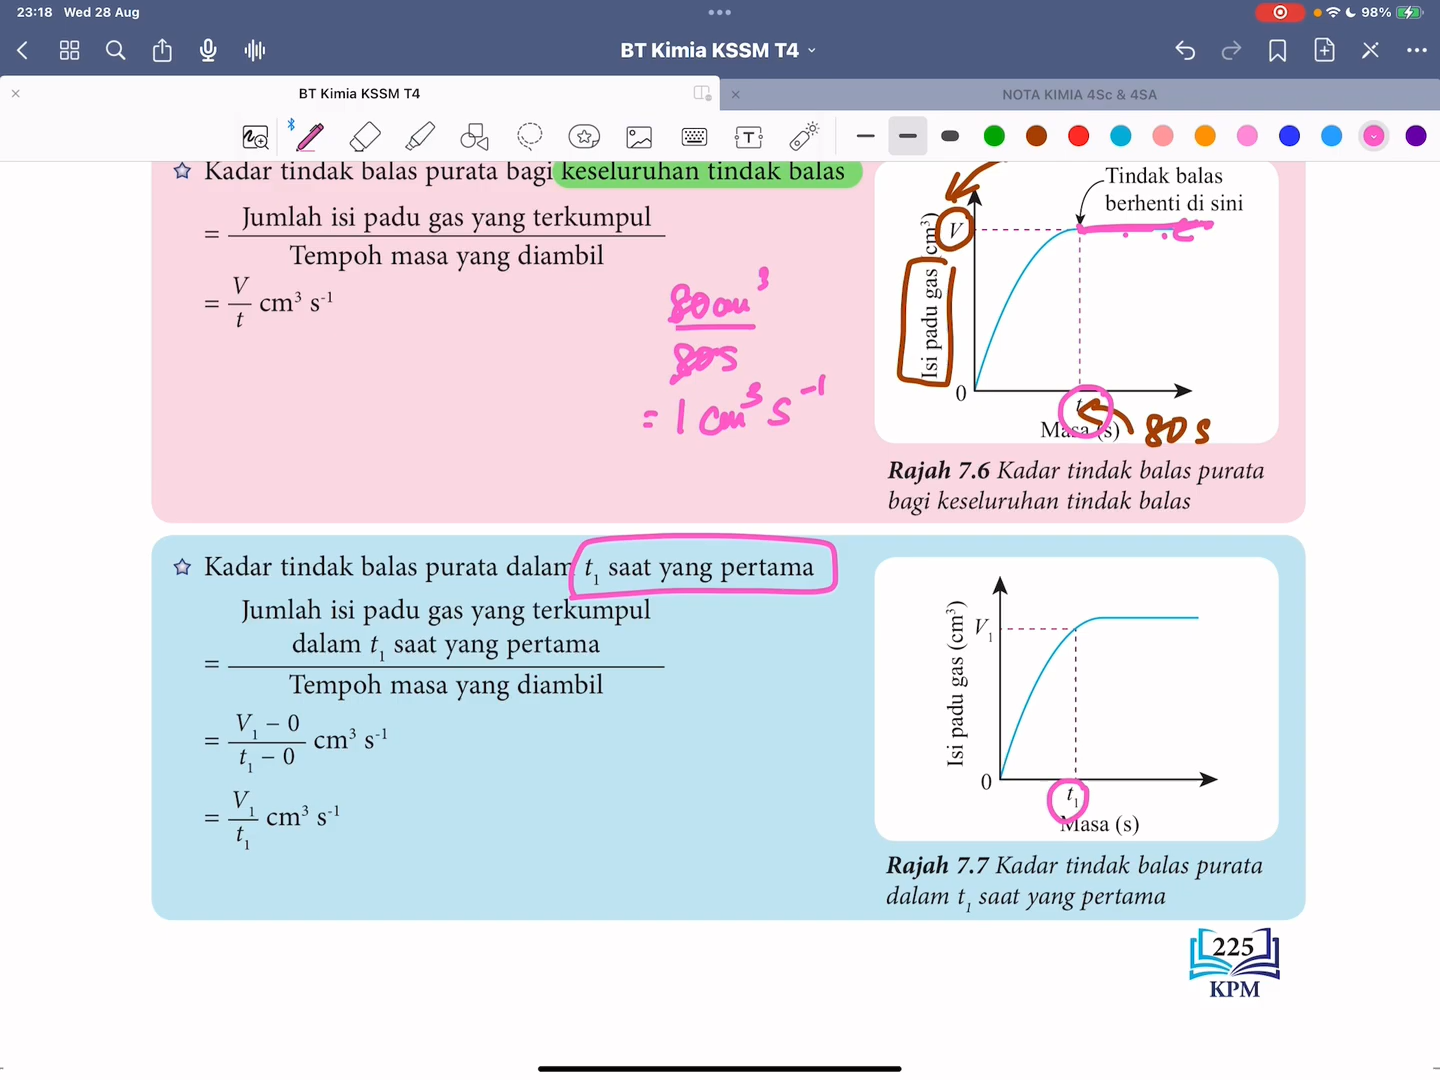 23:18 Wed 28 Aug
98%
BT Kimia KSSM T4
BT Kimia KSSM T4
NOTA KIMIA 4Sc & 4SA
Kadar tindak balas purata bagi keseluruhan tindak balas
= Jumlah isi padu gas yang terkumpul
Tempoh masa yang diambil
= V
t
cm³ s⁻¹
80cm³
80s
= 1 cm³ s⁻¹
Tindak balas
berhenti di sini
V
Isi padu gas (cm³)
0
t
80 s
Masa (s)
Rajah 7.6 Kadar tindak balas purata
bagi keseluruhan tindak balas
Kadar tindak balas purata dalam t₁ saat yang pertama
Jumlah isi padu gas yang terkumpul
dalam t₁ saat yang pertama
=
Tempoh masa yang diambil
= V₁ – 0
t₁ – 0
cm³ s⁻¹
= V₁
t₁
cm³ s⁻¹
V₁
Isi padu gas (cm³)
0
t₁
Masa (s)
Rajah 7.7 Kadar tindak balas purata
dalam t₁ saat yang pertama
225
KPM